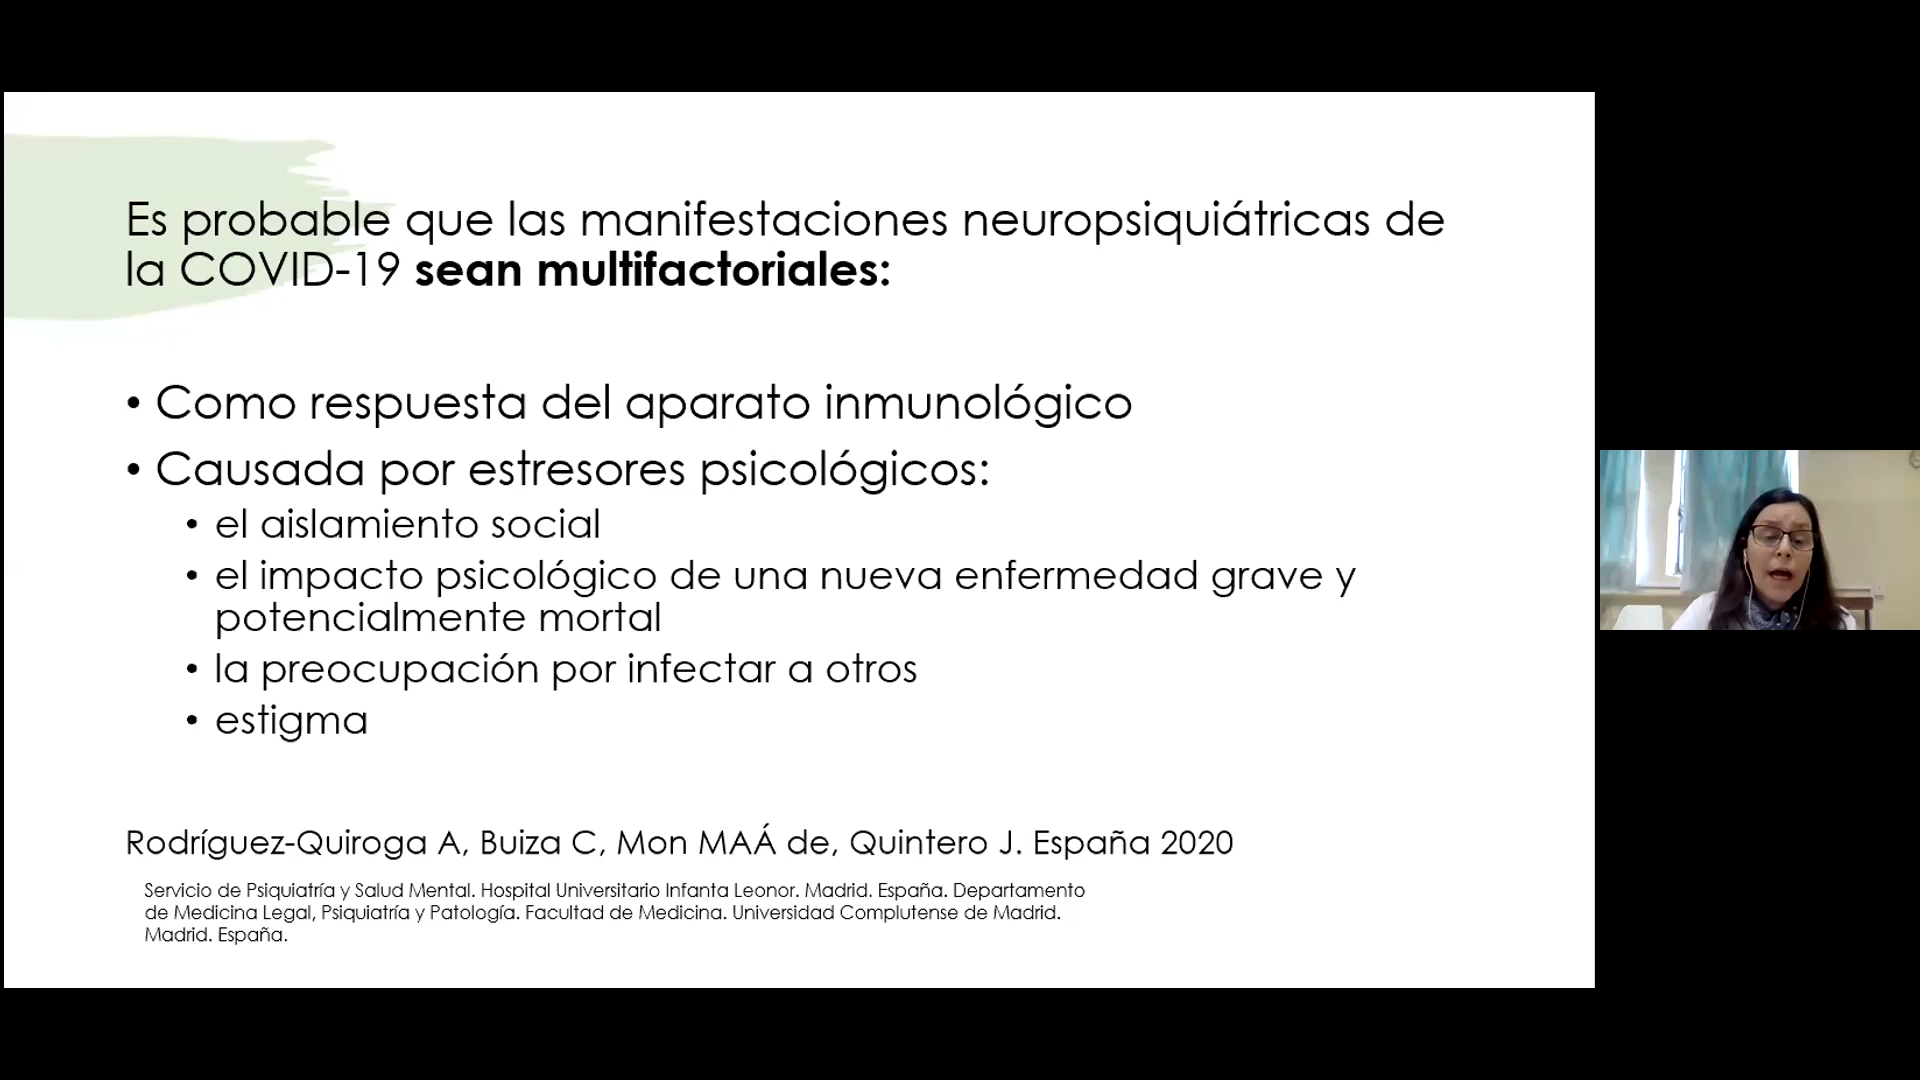 Es probable que las manifestaciones neuropsiquiátricas de
la COVID-19 sean multifactoriales:
• Como respuesta del aparato inmunológico
• Causada por estresores psicológicos:
• el aislamiento social
• el impacto psicológico de una nueva enfermedad grave y
potencialmente mortal
• la preocupación por infectar a otros
• estigma
Rodríguez-Quiroga A, Buiza C, Mon MAÁ de, Quintero J. España 2020
Servicio de Psiquiatría y Salud Mental. Hospital Universitario Infanta Leonor. Madrid. España. Departamento
de Medicina Legal, Psiquiatría y Patología. Facultad de Medicina. Universidad Complutense de Madrid.
Madrid. España.